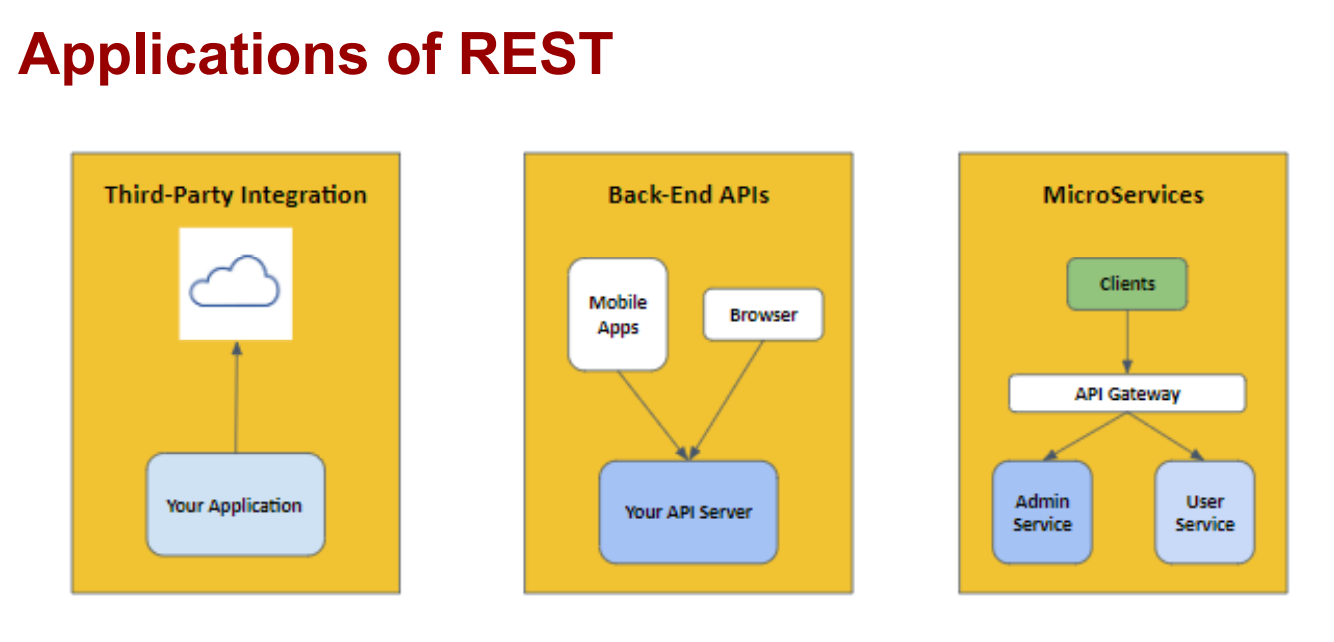 Applications of REST
Third-Party Integration
Your Application
Back-End APIs
Mobile
Apps
Browser
Your API Server
MicroServices
Clients
API Gateway
Admin
Service
User
Service